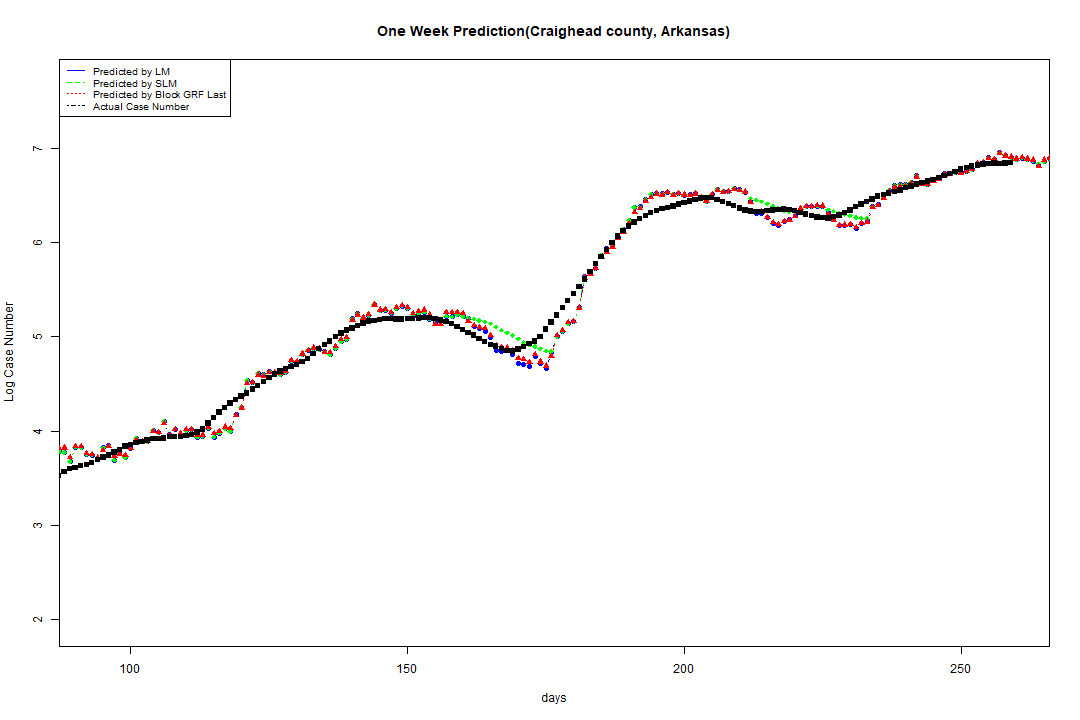 One Week Prediction(Craighead county, Arkansas)
Predicted by LM
Predicted by SLM
Predicted by Block GRF Last
Actual Case Number
7
6
5
4
3
2
Log Case Number
100 150 200 250
days